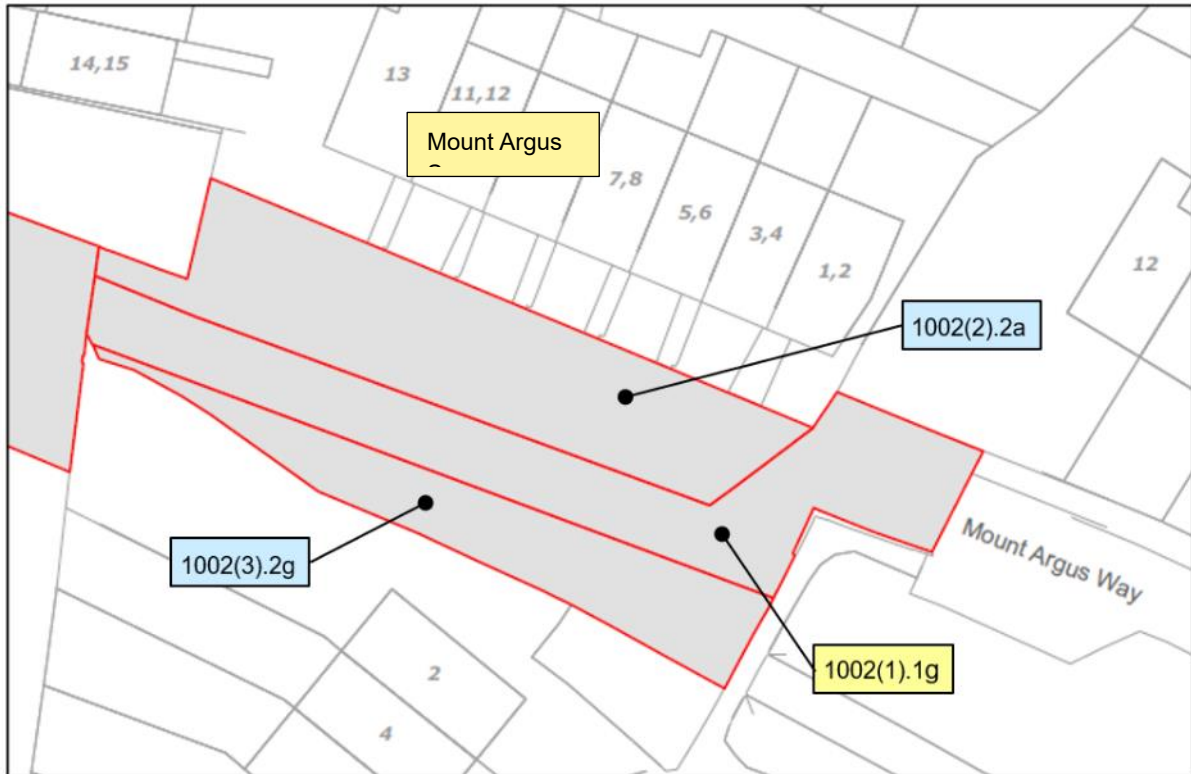 14,15
13
11,12
Mount Argus
7,8
5,6
3,4
1,2
12
1002(2).2a
1002(3).2g
Mount Argus Way
1002(1).1g
2
4